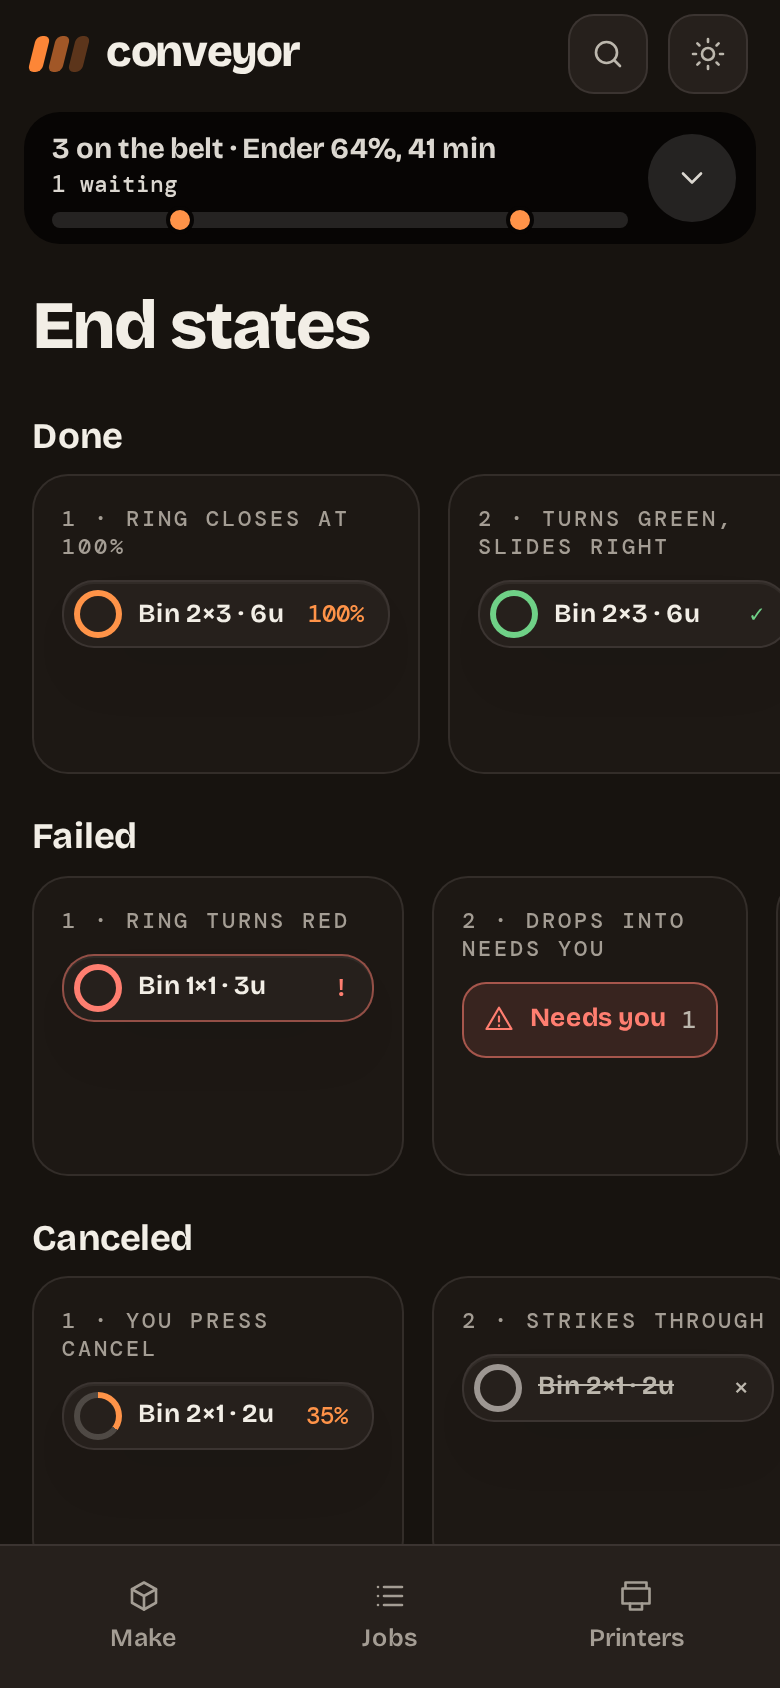 conveyor
3 on the belt · Ender 64%, 41 min
1 waiting
End states
Done
1 · RING CLOSES AT
100%
Bin 2×3 · 6u 100%
2 · TURNS GREEN,
SLIDES RIGHT
Bin 2×3 · 6u ✓
Failed
1 · RING TURNS RED
Bin 1×1 · 3u !
2 · DROPS INTO
NEEDS YOU
Needs you 1
Canceled
1 · YOU PRESS
CANCEL
Bin 2×1 · 2u 35%
2 · STRIKES THROUGH
Bin 2×1 · 2u ×
Make
Jobs
Printers